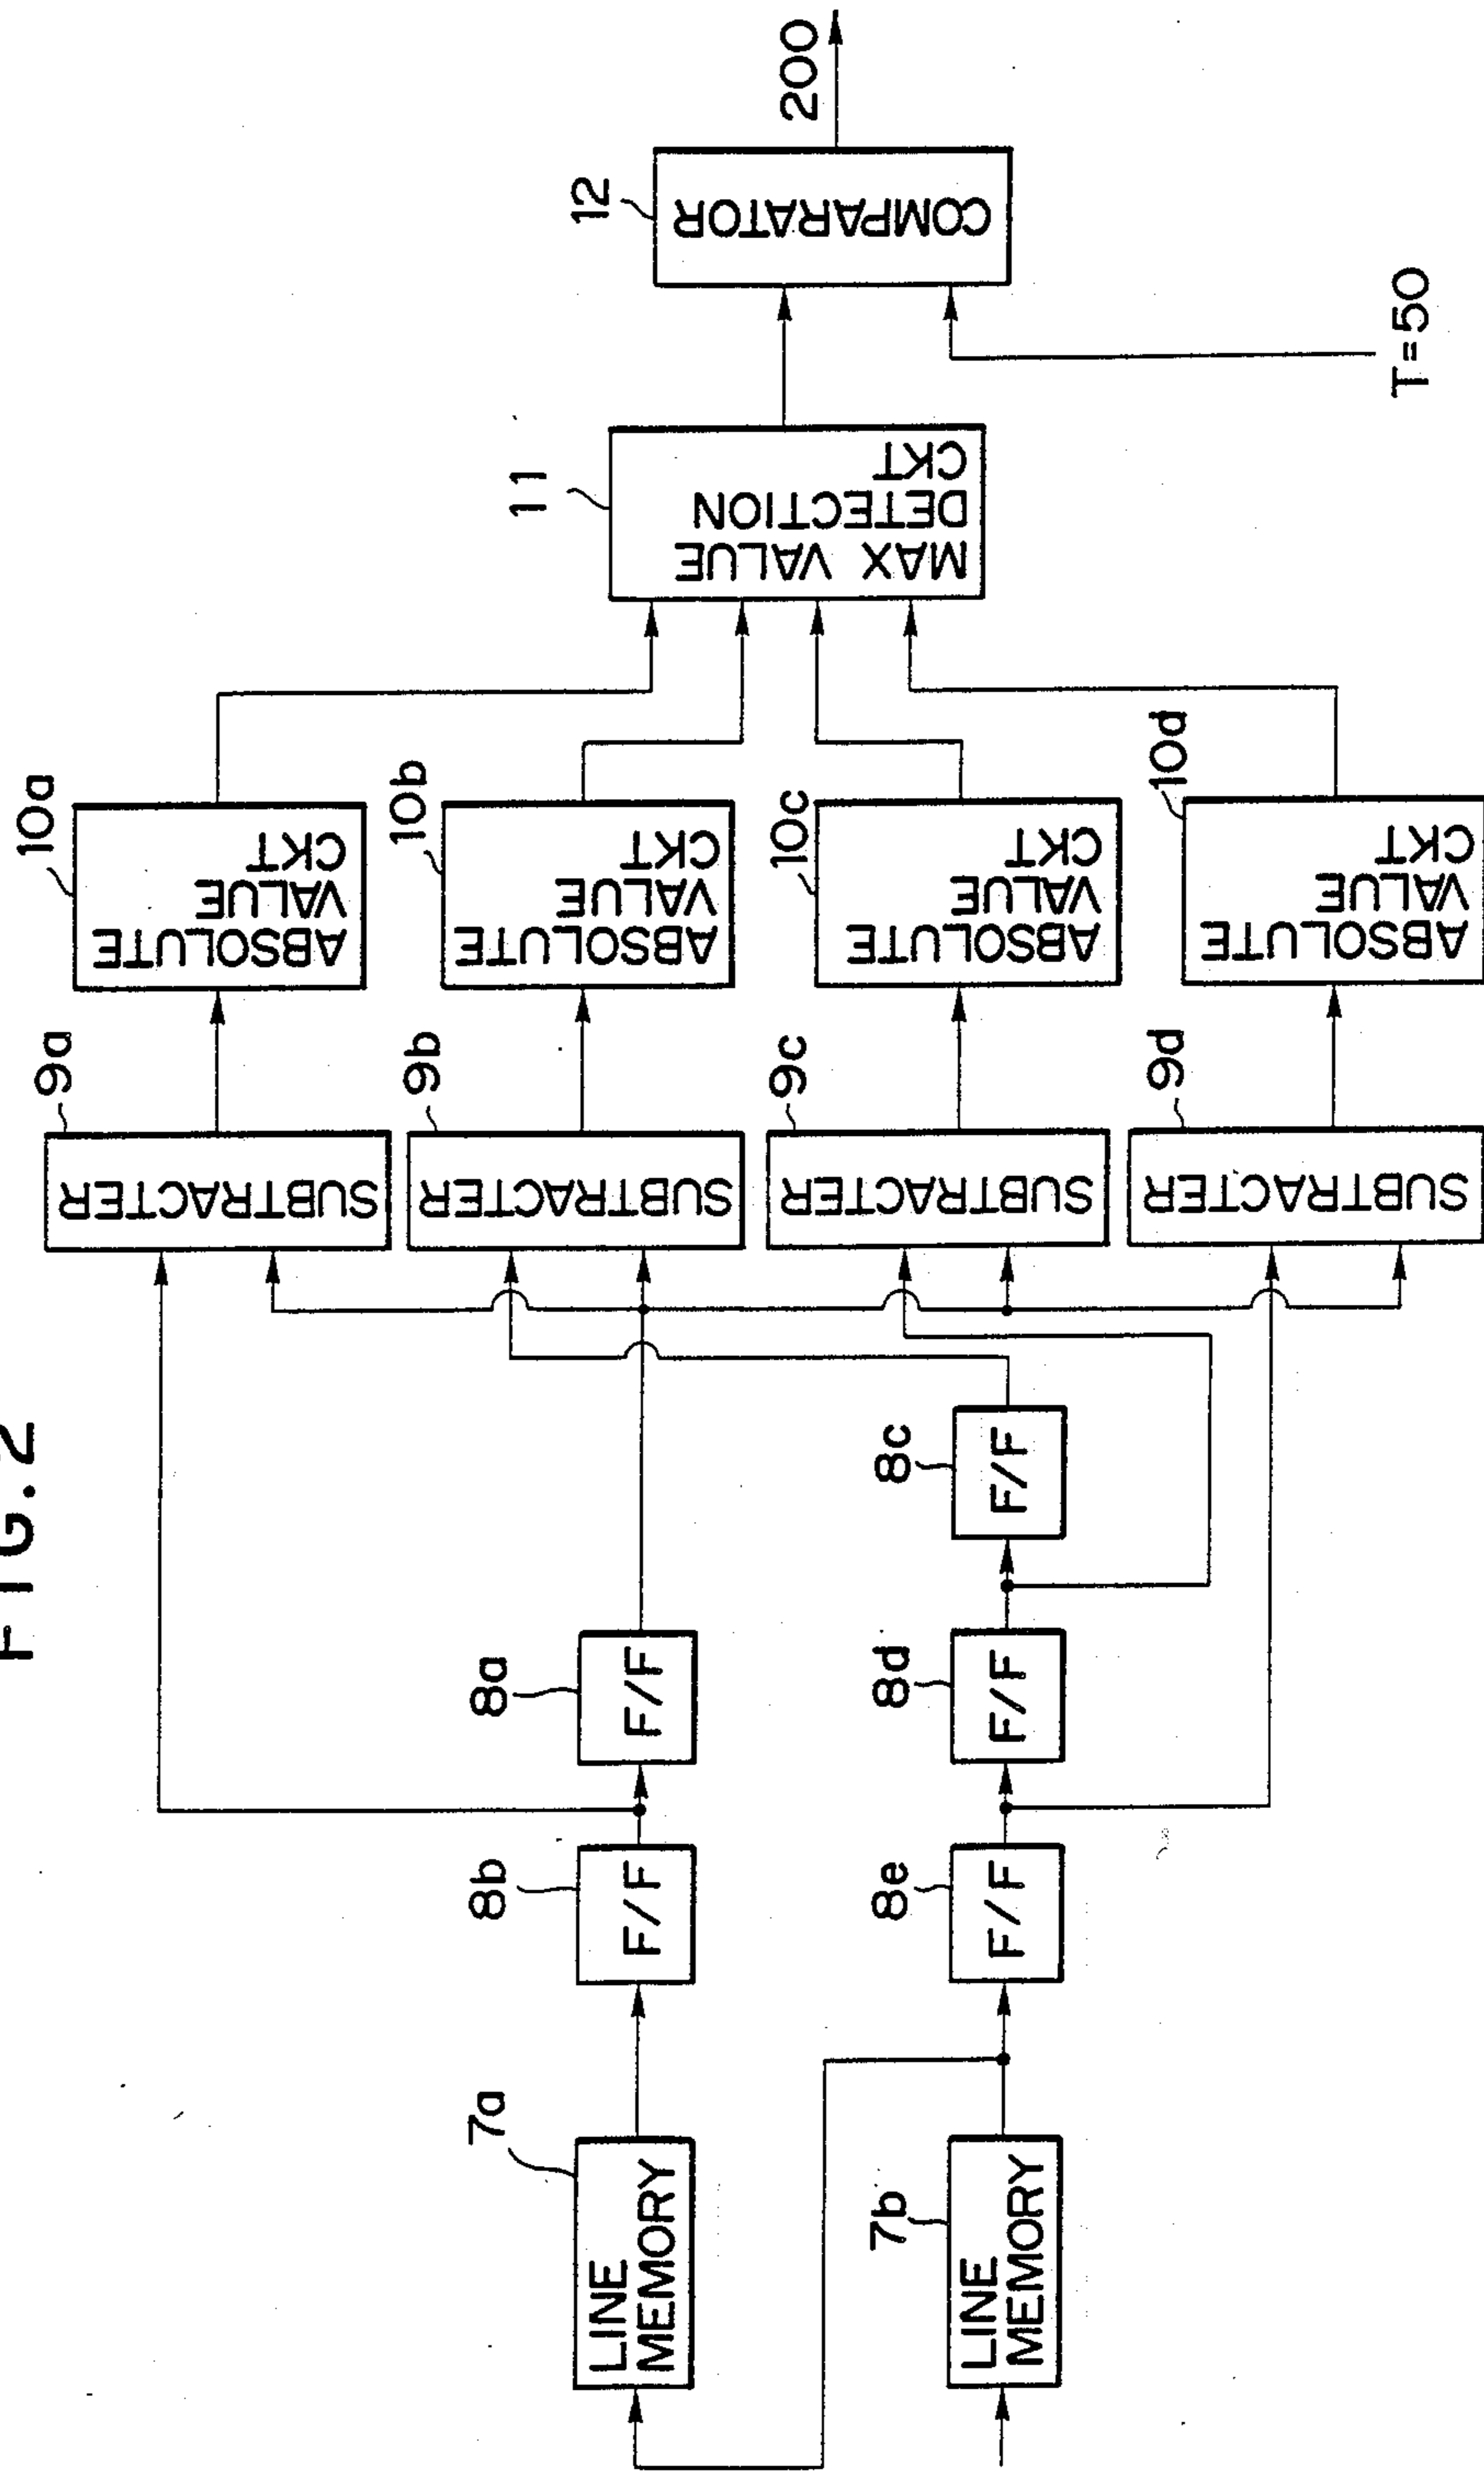 FIG. 2
7a
LINE
MEMORY
7b
LINE
MEMORY
8b
F/F
8a
F/F
8e
F/F
8d
F/F
8c
F/F
9a
SUBTRACTER
9b
SUBTRACTER
9c
SUBTRACTER
9d
SUBTRACTER
10a
ABSOLUTE
VALUE
CKT
10b
ABSOLUTE
VALUE
CKT
10c
ABSOLUTE
VALUE
CKT
10d
ABSOLUTE
VALUE
CKT
11
MAX VALUE
DETECTION
CKT
12
COMPARATOR
T=50
200